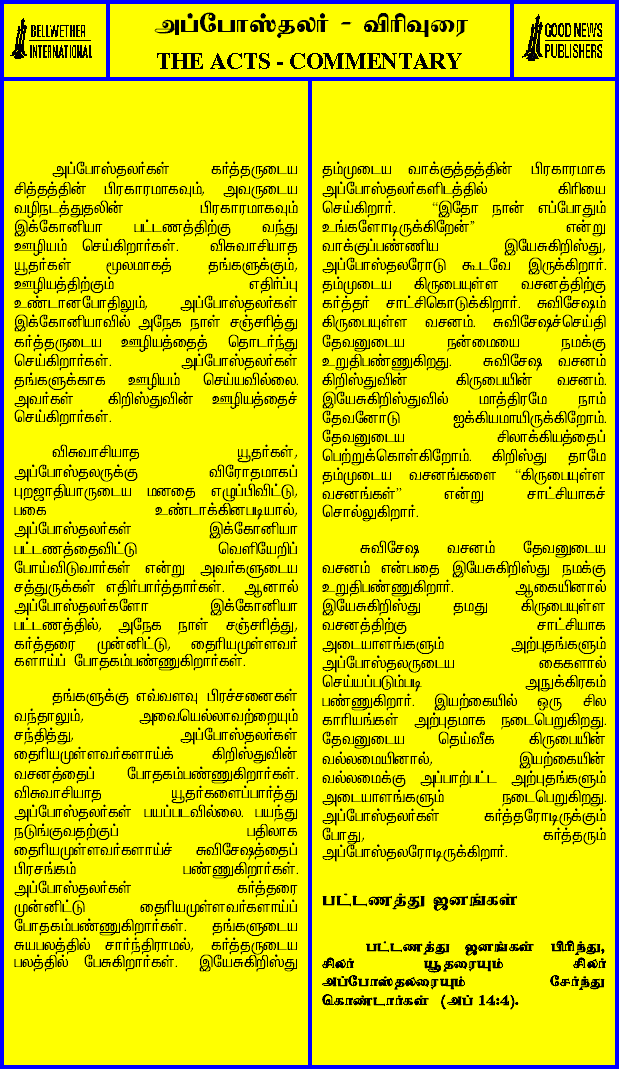 BELLWETHER
INTERNATIONAL
அப்போஸ்தலர் - விரிவுரை
THE ACTS - COMMENTARY
GOOD NEWS
PUBLISHERS
அப்போஸ்தலர்கள் கர்த்தருடைய
சித்தத்தின் பிரகாரமாகவும், அவருடைய
வழிநடத்துதலின் பிரகாரமாகவும்
இக்கோனியா பட்டணத்திற்கு வந்து
ஊழியம் செய்கிறார்கள். விசுவாசியாத
யூதர்கள் மூலமாகத் தங்களுக்கும்,
ஊழியத்திற்கும் எதிர்ப்பு
உண்டானபோதிலும், அப்போஸ்தலர்கள்
இக்கோனியாவில் அநேக நாள் சஞ்சரித்து
கர்த்தருடைய ஊழியத்தைத் தொடர்ந்து
செய்கிறார்கள். அப்போஸ்தலர்கள்
தங்களுக்காக ஊழியம் செய்யவில்லை.
அவர்கள் கிறிஸ்துவின் ஊழியத்தைச்
செய்கிறார்கள்.
விசுவாசியாத யூதர்கள்,
அப்போஸ்தலருக்கு விரோதமாகப்
புறஜாதியாருடைய மனதை எழுப்பிவிட்டு,
பகை உண்டாக்கினபடியால்,
அப்போஸ்தலர்கள் இக்கோனியா
பட்டணத்தைவிட்டு வெளியேறிப்
போய்விடுவார்கள் என்று அவர்களுடைய
சத்துருக்கள் எதிர்பார்த்தார்கள். ஆனால்
அப்போஸ்தலர்களோ இக்கோனியா
பட்டணத்தில், அநேக நாள் சஞ்சரித்து,
கர்த்தரை முன்னிட்டு, தைரியமுள்ளவர்
களாய்ப் போதகம்பண்ணுகிறார்கள்.
தங்களுக்கு எவ்வளவு பிரச்சனைகள்
வந்தாலும், அவையெல்லாவற்றையும்
சந்தித்து, அப்போஸ்தலர்கள்
தைரியமுள்ளவர்களாய்க் கிறிஸ்துவின்
வசனத்தைப் போதகம்பண்ணுகிறார்கள்.
விசுவாசியாத யூதர்களைப்பார்த்து
அப்போஸ்தலர்கள் பயப்படவில்லை. பயந்து
நடுங்குவதற்குப் பதிலாக
தைரியமுள்ளவர்களாய்ச் சுவிசேஷத்தைப்
பிரசங்கம் பண்ணுகிறார்கள்.
அப்போஸ்தலர்கள் கர்த்தரை
முன்னிட்டு தைரியமுள்ளவர்களாய்ப்
போதகம்பண்ணுகிறார்கள். தங்களுடைய
சுயபலத்தில் சார்ந்திராமல், கர்த்தருடைய
பலத்தில் பேசுகிறார்கள். இயேசுகிறிஸ்து
தம்முடைய வாக்குத்தத்தின் பிரகாரமாக
அப்போஸ்தலர்களிடத்தில் கிரியை
செய்கிறார். “இதோ நான் எப்போதும்
உங்களோடிருக்கிறேன்” என்று
வாக்குப்பண்ணிய இயேசுகிறிஸ்து,
அப்போஸ்தலரோடு கூடவே இருக்கிறார்.
தம்முடைய கிருபையுள்ள வசனத்திற்கு
கர்த்தர் சாட்சிகொடுக்கிறார். சுவிசேஷம்
கிருபையுள்ள வசனம். சுவிசேஷச்செய்தி
தேவனுடைய நன்மையை நமக்கு
உறுதிபண்ணுகிறது. சுவிசேஷ வசனம்
கிறிஸ்துவின் கிருபையின் வசனம்.
இயேசுகிறிஸ்துவில் மாத்திரமே நாம்
தேவனோடு ஐக்கியமாயிருக்கிறோம்.
தேவனுடைய சிலாக்கியத்தைப்
பெற்றுக்கொள்கிறோம். கிறிஸ்து தாமே
தம்முடைய வசனங்களை “கிருபையுள்ள
வசனங்கள்” என்று சாட்சியாகச்
சொல்லுகிறார்.
சுவிசேஷ வசனம் தேவனுடைய
வசனம் என்பதை இயேசுகிறிஸ்து நமக்கு
உறுதிபண்ணுகிறார். ஆகையினால்
இயேசுகிறிஸ்து தமது கிருபையுள்ள
வசனத்திற்கு சாட்சியாக
அடையாளங்களும் அற்புதங்களும்
அப்போஸ்தலருடைய கைகளால்
செய்யப்படும்படி அநுக்கிரகம்
பண்ணுகிறார். இயற்கையில் ஒரு சில
காரியங்கள் அற்புதமாக நடைபெறுகிறது.
தேவனுடைய தெய்வீக கிருபையின்
வல்லமையினால், இயற்கையின்
வல்லமைக்கு அப்பாற்பட்ட அற்புதங்களும்
அடையாளங்களும் நடைபெறுகிறது.
அப்போஸ்தலர்கள் கர்த்தரோடிருக்கும்
போது, கர்த்தரும்
அப்போஸ்தலரோடிருக்கிறார்.
பட்டணத்து ஜனங்கள்
பட்டணத்து ஜனங்கள் பிரிந்து,
சிலர் யூதரையும் சிலர்
அப்போஸ்தலரையும் சேர்ந்து
கொண்டார்கள் (அப் 14:4).